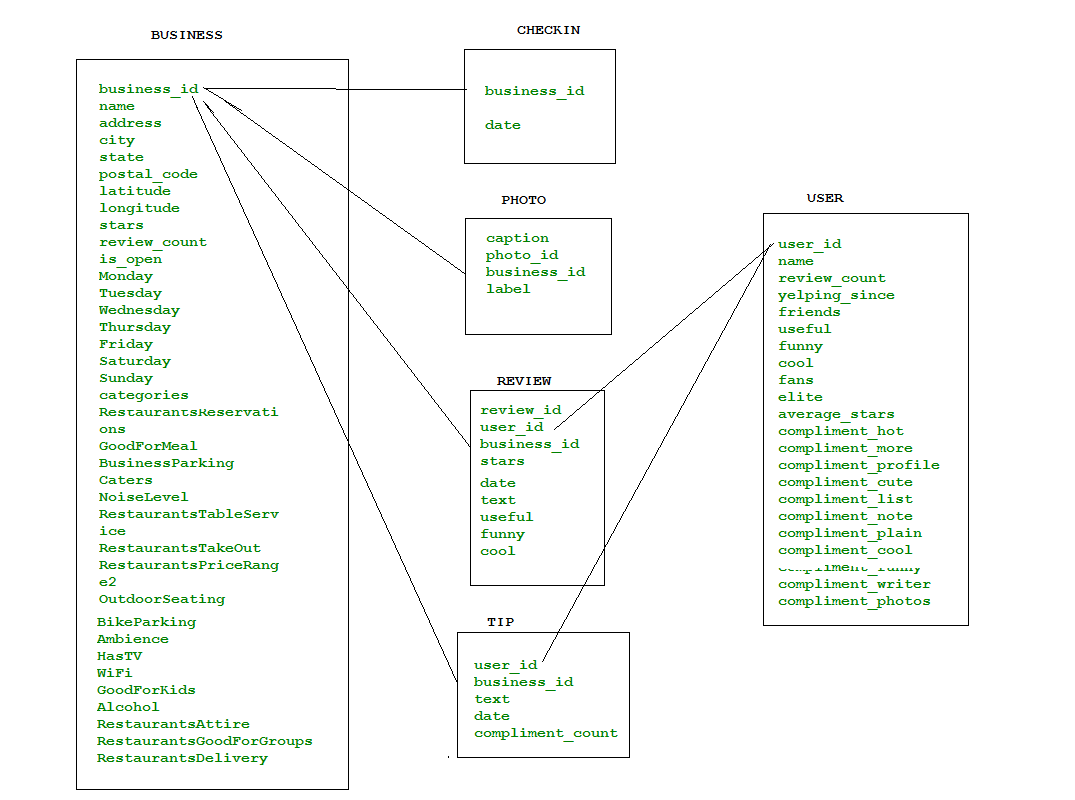 BUSINESS
business_id
name
address
city
state
postal_code
latitude
longitude
stars
review_count
is_open
Monday
Tuesday
Wednesday
Thursday
Friday
Saturday
Sunday
categories
RestaurantsReservati
ons
GoodForMeal
BusinessParking
Caters
NoiseLevel
RestaurantsTableServ
ice
RestaurantsTakeOut
RestaurantsPriceRang
e2
OutdoorSeating
BikeParking
Ambience
HasTV
WiFi
GoodForKids
Alcohol
RestaurantsAttire
RestaurantsGoodForGroups
RestaurantsDelivery
CHECKIN
business_id
date
PHOTO
caption
photo_id
business_id
label
REVIEW
review_id
user_id
business_id
stars
date
text
useful
funny
cool
TIP
user_id
business_id
text
date
compliment_count
USER
user_id
name
review_count
yelping_since
friends
useful
funny
cool
fans
elite
average_stars
compliment_hot
compliment_more
compliment_profile
compliment_cute
compliment_list
compliment_note
compliment_plain
compliment_cool
compliment_funny
compliment_writer
compliment_photos